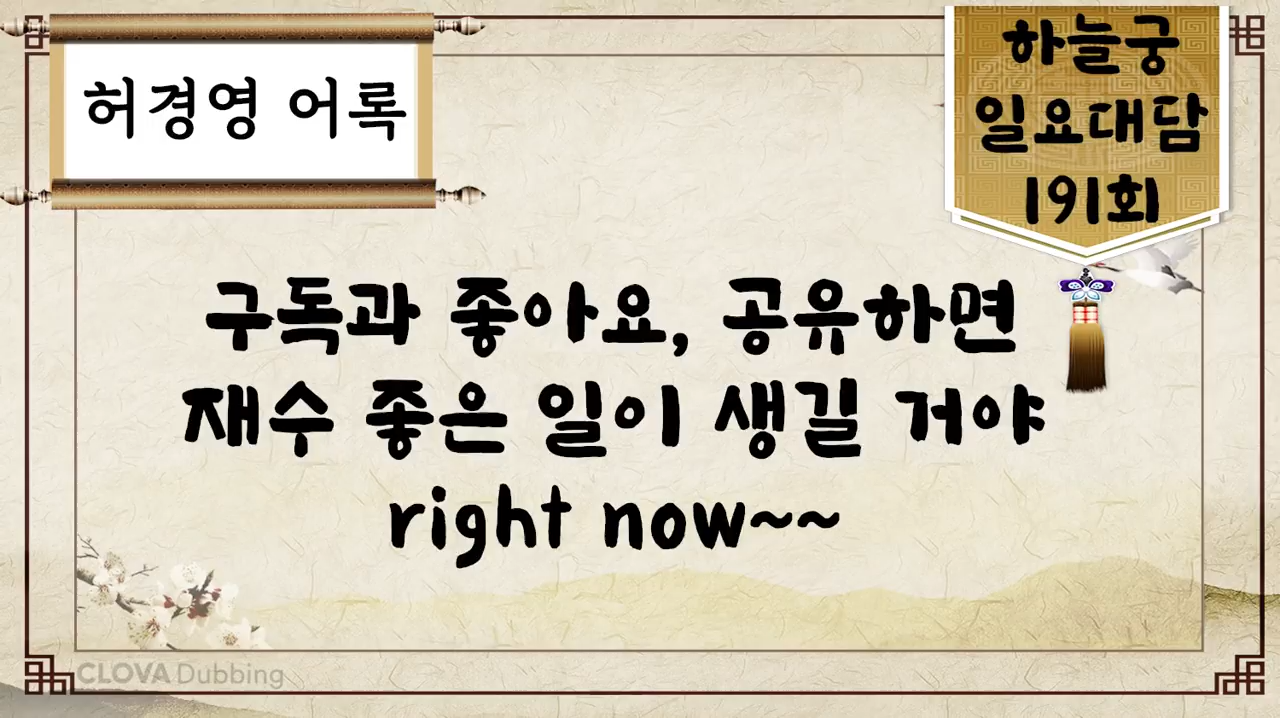 허경영 어록
하늘궁
일요대담
191회
구독과 좋아요, 공유하면
재수 좋은 일이 생길 거야
right now~~
CLOVA Dubbing